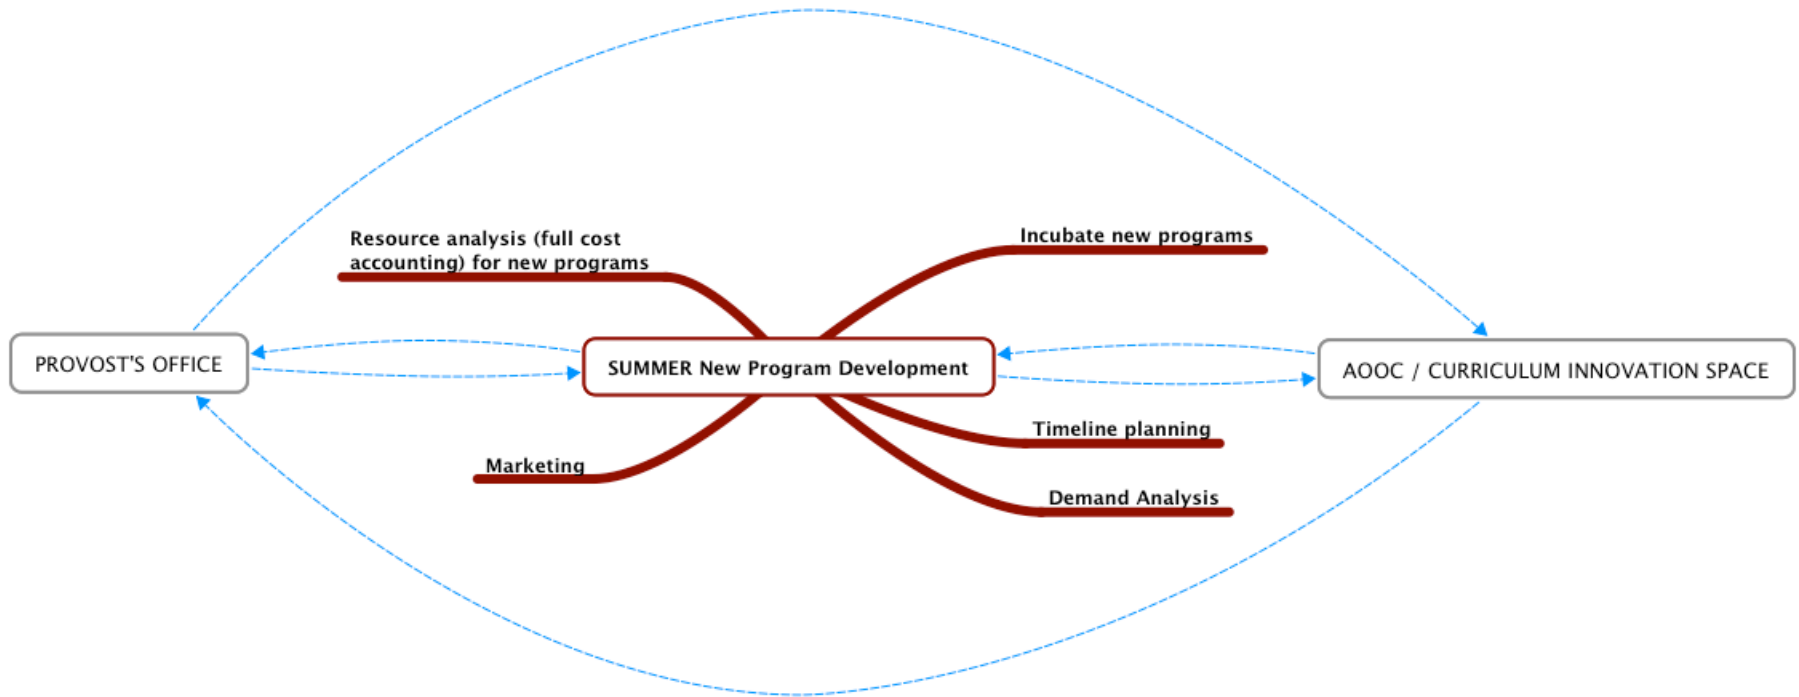 Resource analysis (full cost
accounting) for new programs
Incubate new programs
PROVOST'S OFFICE
SUMMER New Program Development
AOOC / CURRICULUM INNOVATION SPACE
Timeline planning
Marketing
Demand Analysis